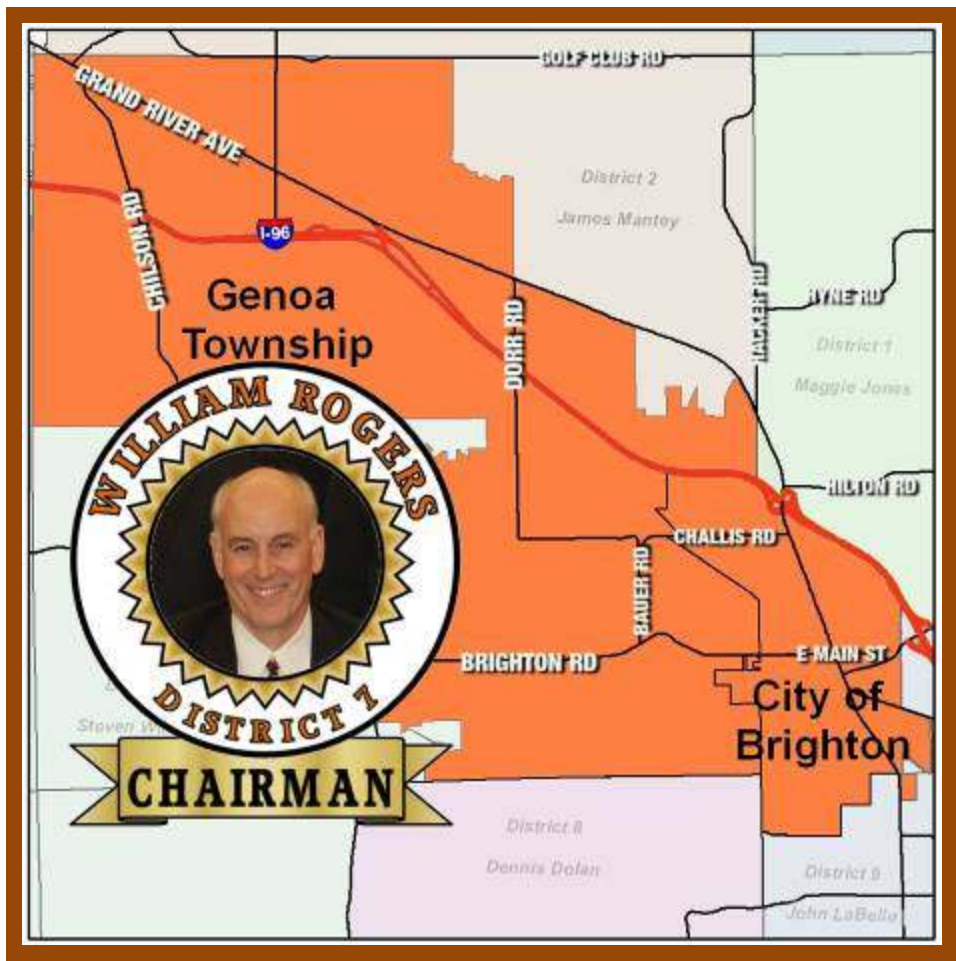 GOLF CLUB RD
GRAND RIVER AVE
District 2
James Mantey
CHILSON RD
I-96
HACKER RD
HYNE RD
Genoa
Township
DORR RD
District 1
Maggie Jones
WILLIAM ROGERS
HILTON RD
CHALLIS RD
BAUER RD
E MAIN ST
BRIGHTON RD
City of
Brighton
DISTRICT 7
Steven
CHAIRMAN
District 8
Dennis Dolan
District 9
John LaBelle